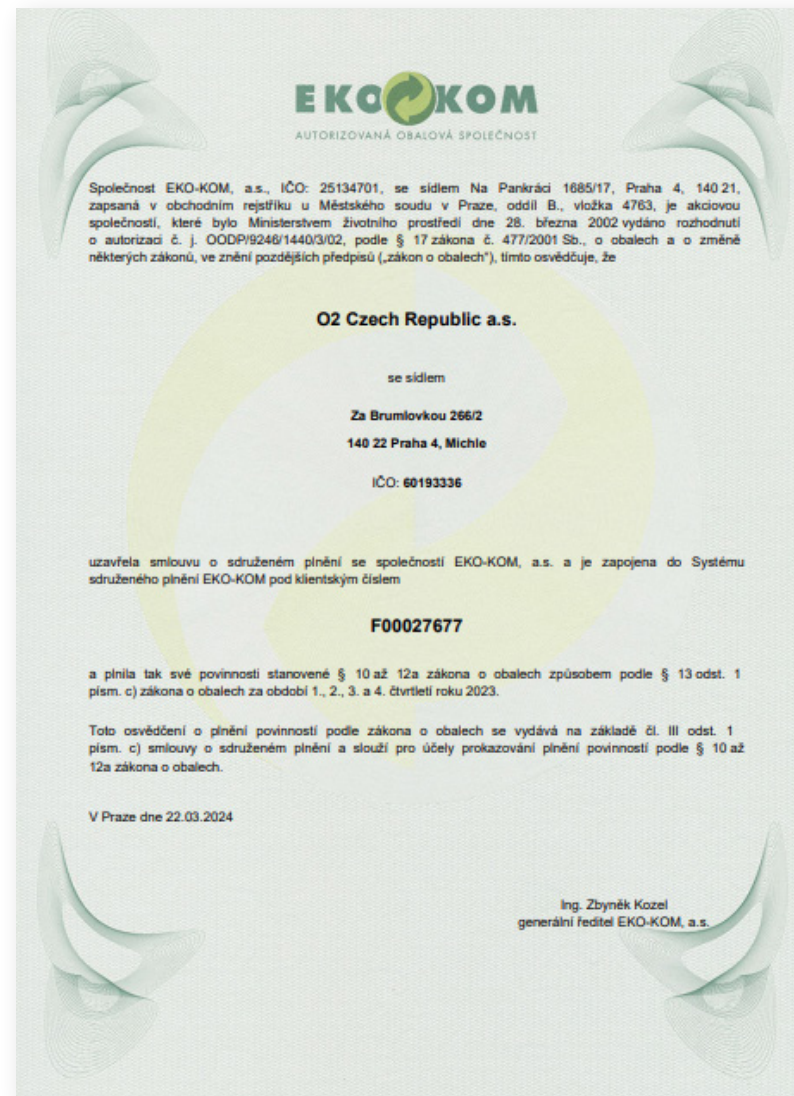 EKO KOM
AUTORIZOVANÁ OBALOVÁ SPOLEČNOST
Společnost EKO-KOM, a.s., IČO: 25134701, se sídlem Na Pankráci 1685/17, Praha 4, 140 21,
zapsaná v obchodním rejstříku u Městského soudu v Praze, oddíl B., vložka 4763, je akciovou
společností, které bylo Ministerstvem životního prostředí dne 28. března 2002 vydáno rozhodnutí
o autorizaci č. j. OODP/9246/1440/3/02, podle § 17 zákona č. 477/2001 Sb., o obalech a o změně
některých zákonů, ve znění pozdějších předpisů („zákon o obalech“), tímto osvědčuje, že
O2 Czech Republic a.s.
se sídlem
Za Brumlovkou 266/2
140 22 Praha 4, Michle
IČO: 60193336
uzavřela smlouvu o sdruženém plnění se společností EKO-KOM, a.s. a je zapojena do Systému
sdruženého plnění EKO-KOM pod klientským číslem
F00027677
a plnila tak své povinnosti stanovené § 10 až 12a zákona o obalech způsobem podle § 13 odst. 1
písm. c) zákona o obalech za období 1., 2., 3. a 4. čtvrtletí roku 2023.
Toto osvědčení o plnění povinností podle zákona o obalech se vydává na základě čl. III odst. 1
písm. c) smlouvy o sdruženém plnění a slouží pro účely prokazování plnění povinností podle § 10 až
12a zákona o obalech.
V Praze dne 22.03.2024
Ing. Zbyněk Kozel
generální ředitel EKO-KOM, a.s.